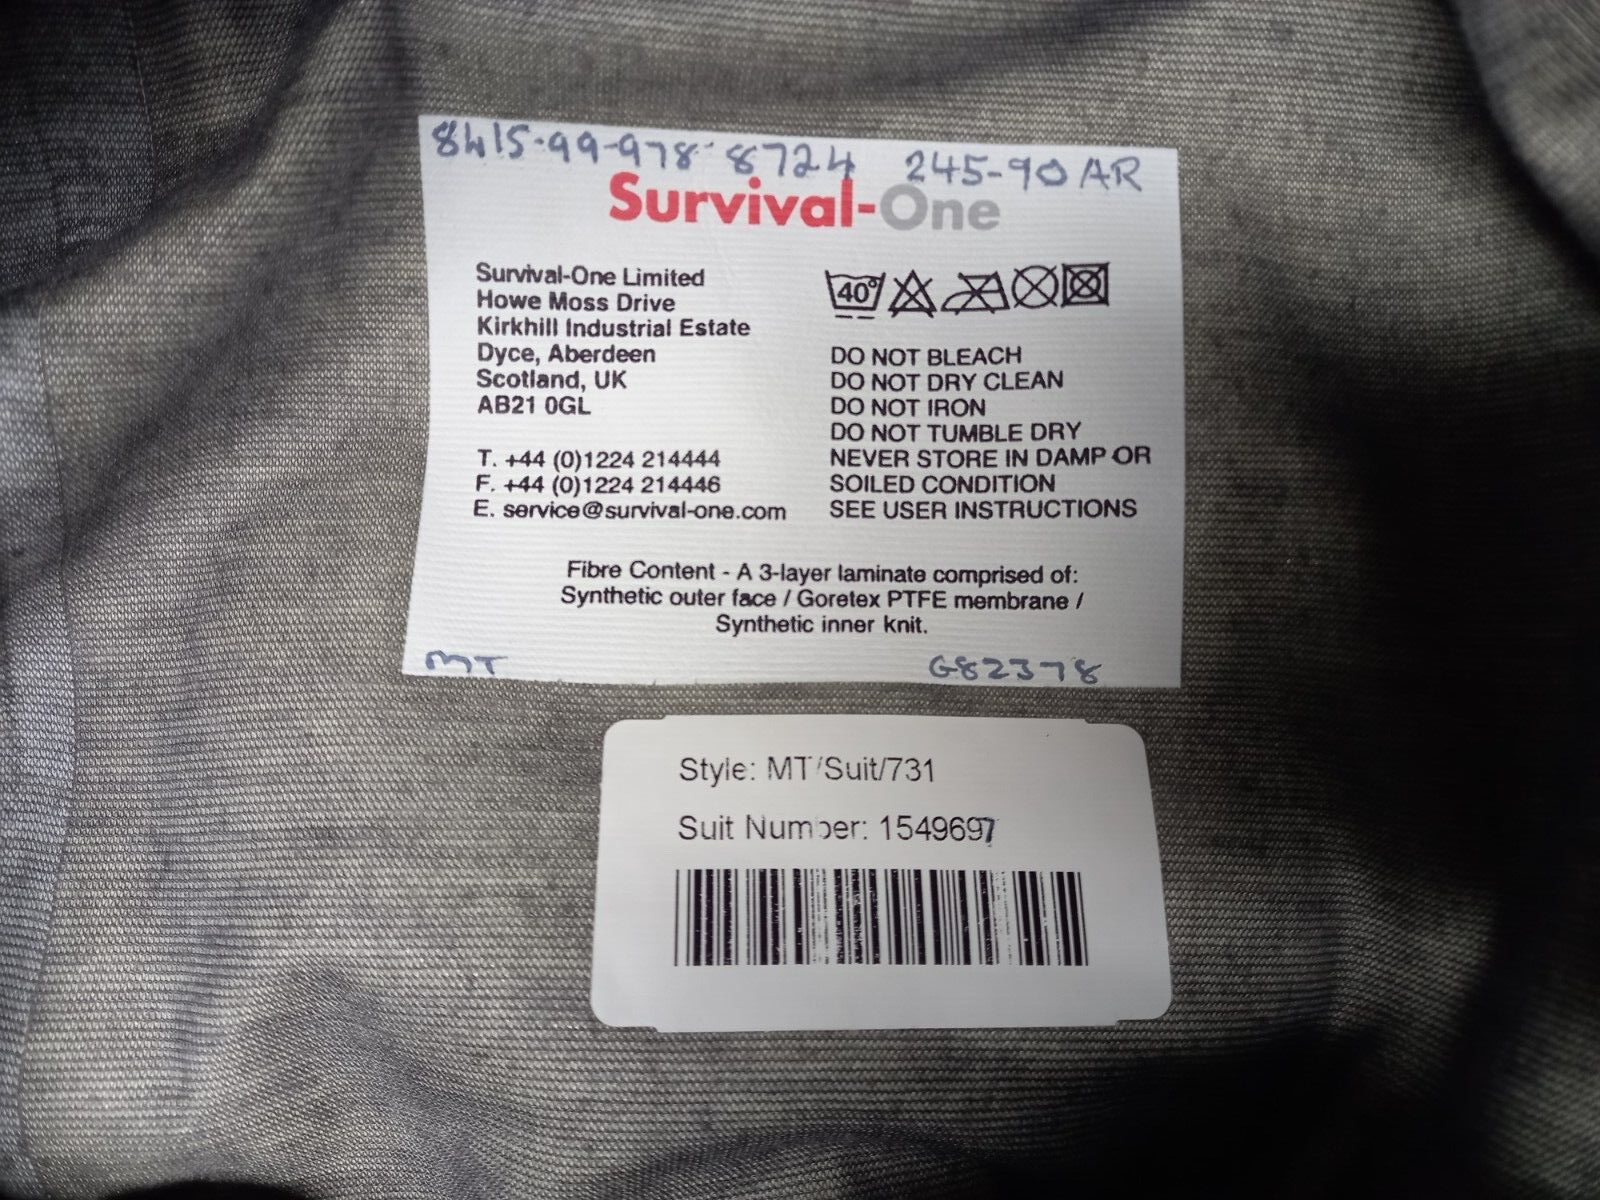 8415-99-978-8724 245-90 AR
Survival-One
Survival-One Limited
Howe Moss Drive
Kirkhill Industrial Estate
Dyce, Aberdeen
Scotland, UK
AB21 0GL
T. +44 (0)1224 214444
F. +44 (0)1224 214446
E. service@survival-one.com
40°
DO NOT BLEACH
DO NOT DRY CLEAN
DO NOT IRON
DO NOT TUMBLE DRY
NEVER STORE IN DAMP OR
SOILED CONDITION
SEE USER INSTRUCTIONS
Fibre Content - A 3-layer laminate comprised of:
Synthetic outer face / Goretex PTFE membrane /
Synthetic inner knit.
MT G82378
Style: MT/Suit/731
Suit Number: 1549697